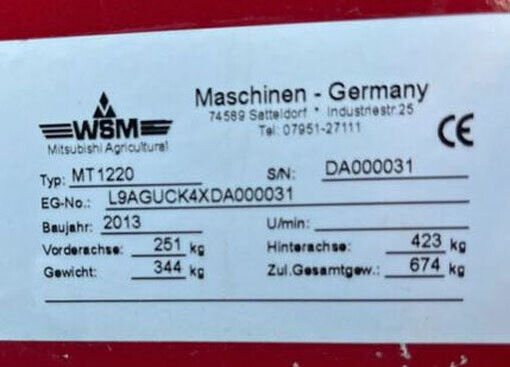 WSM
Mitsubishi Agricultural
Maschinen - Germany
74589 Satteldorf * Industriestr.25
Tel: 07951-27111
CE
Typ: MT1220 S/N: DA000031
EG-No.: L9AGUCK4XDA000031
Baujahr: 2013 U/min:
Vorderachse: 251 kg Hinterachse: 423 kg
Gewicht: 344 kg Zul.Gesamtgew.: 674 kg